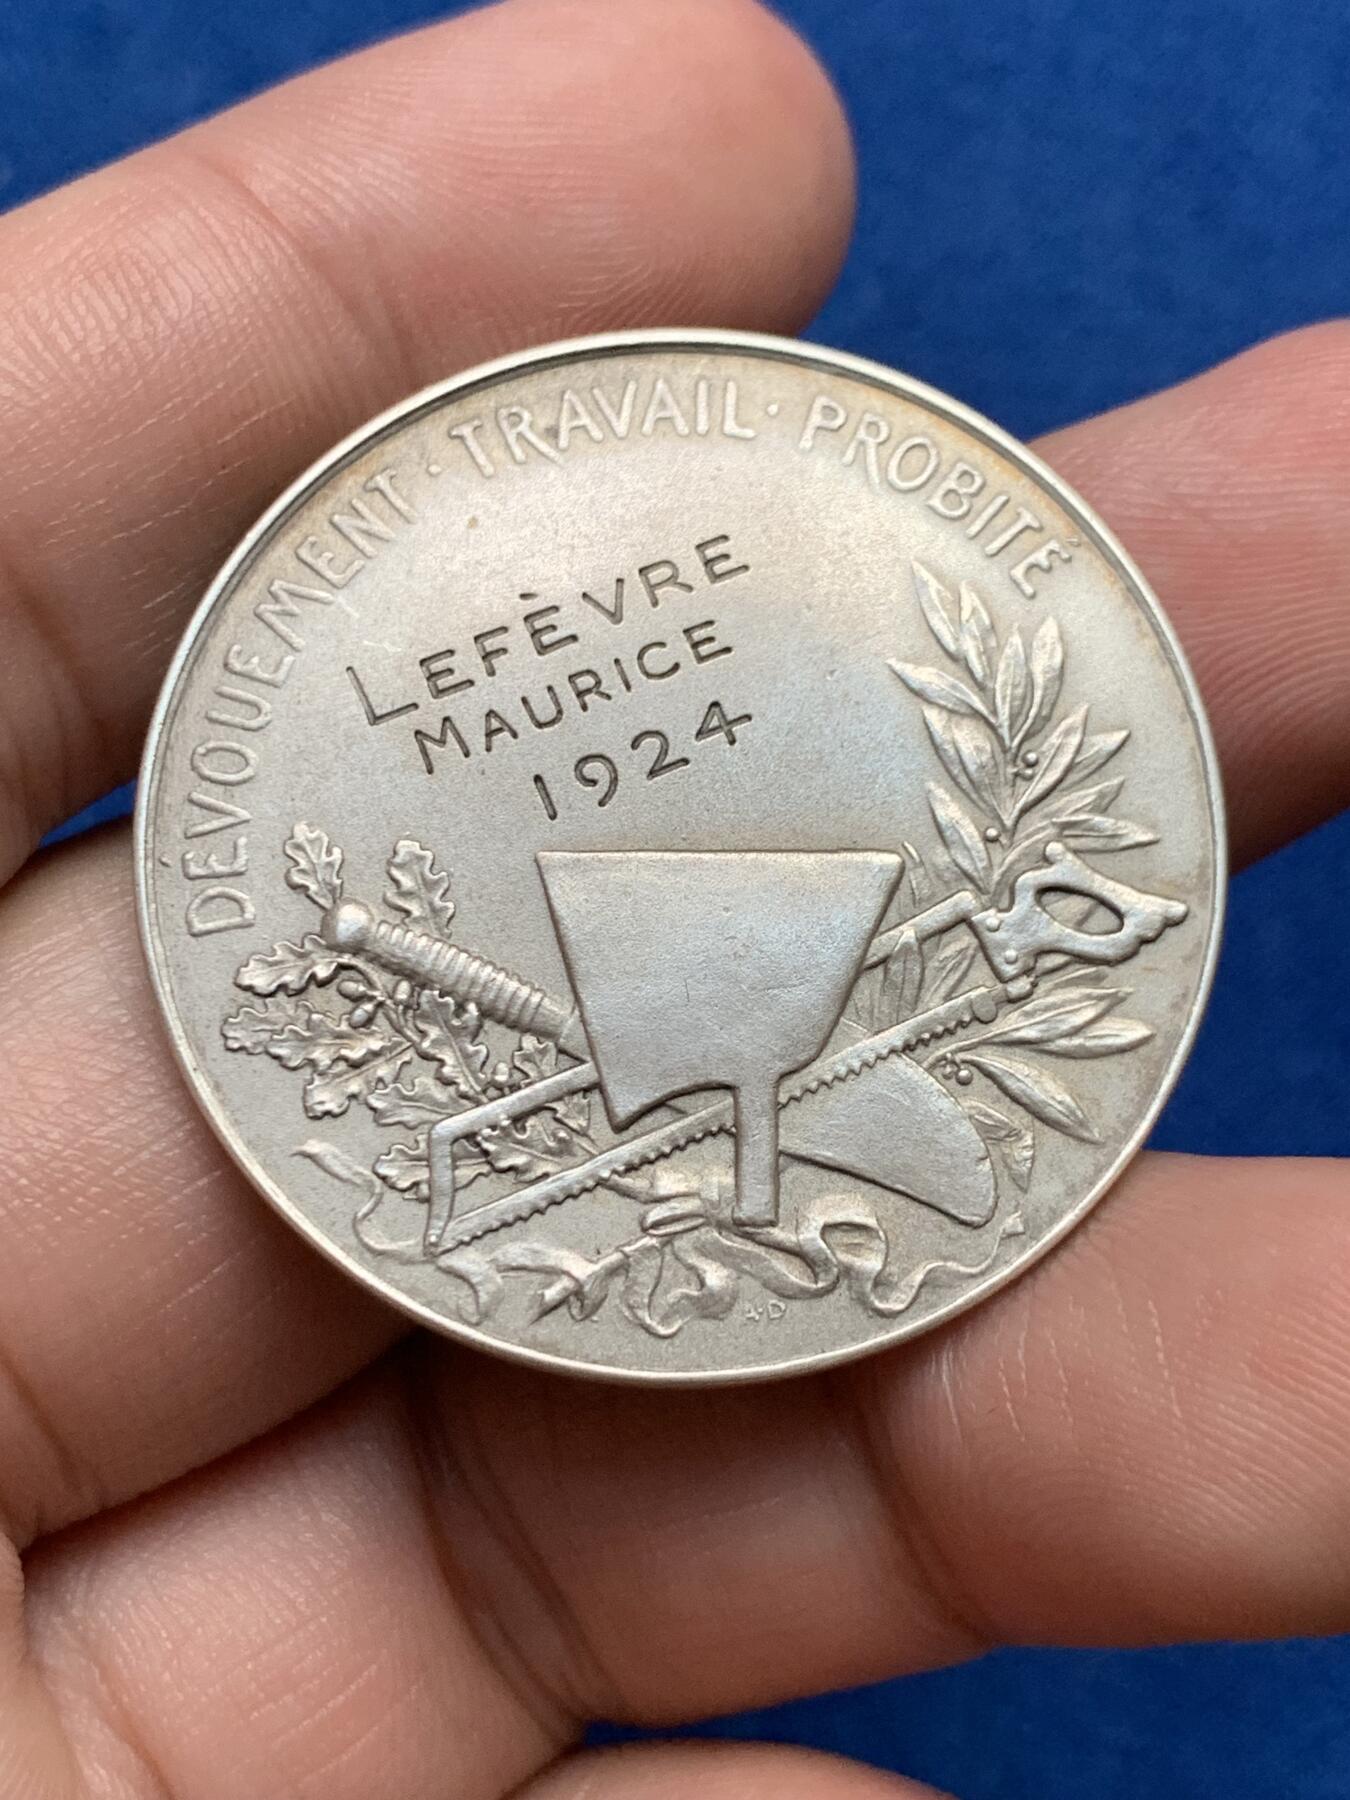 DÉVOUEMENT · TRAVAIL · PROBITÉ
LEFÈVRE
MAURICE
1924
A·D